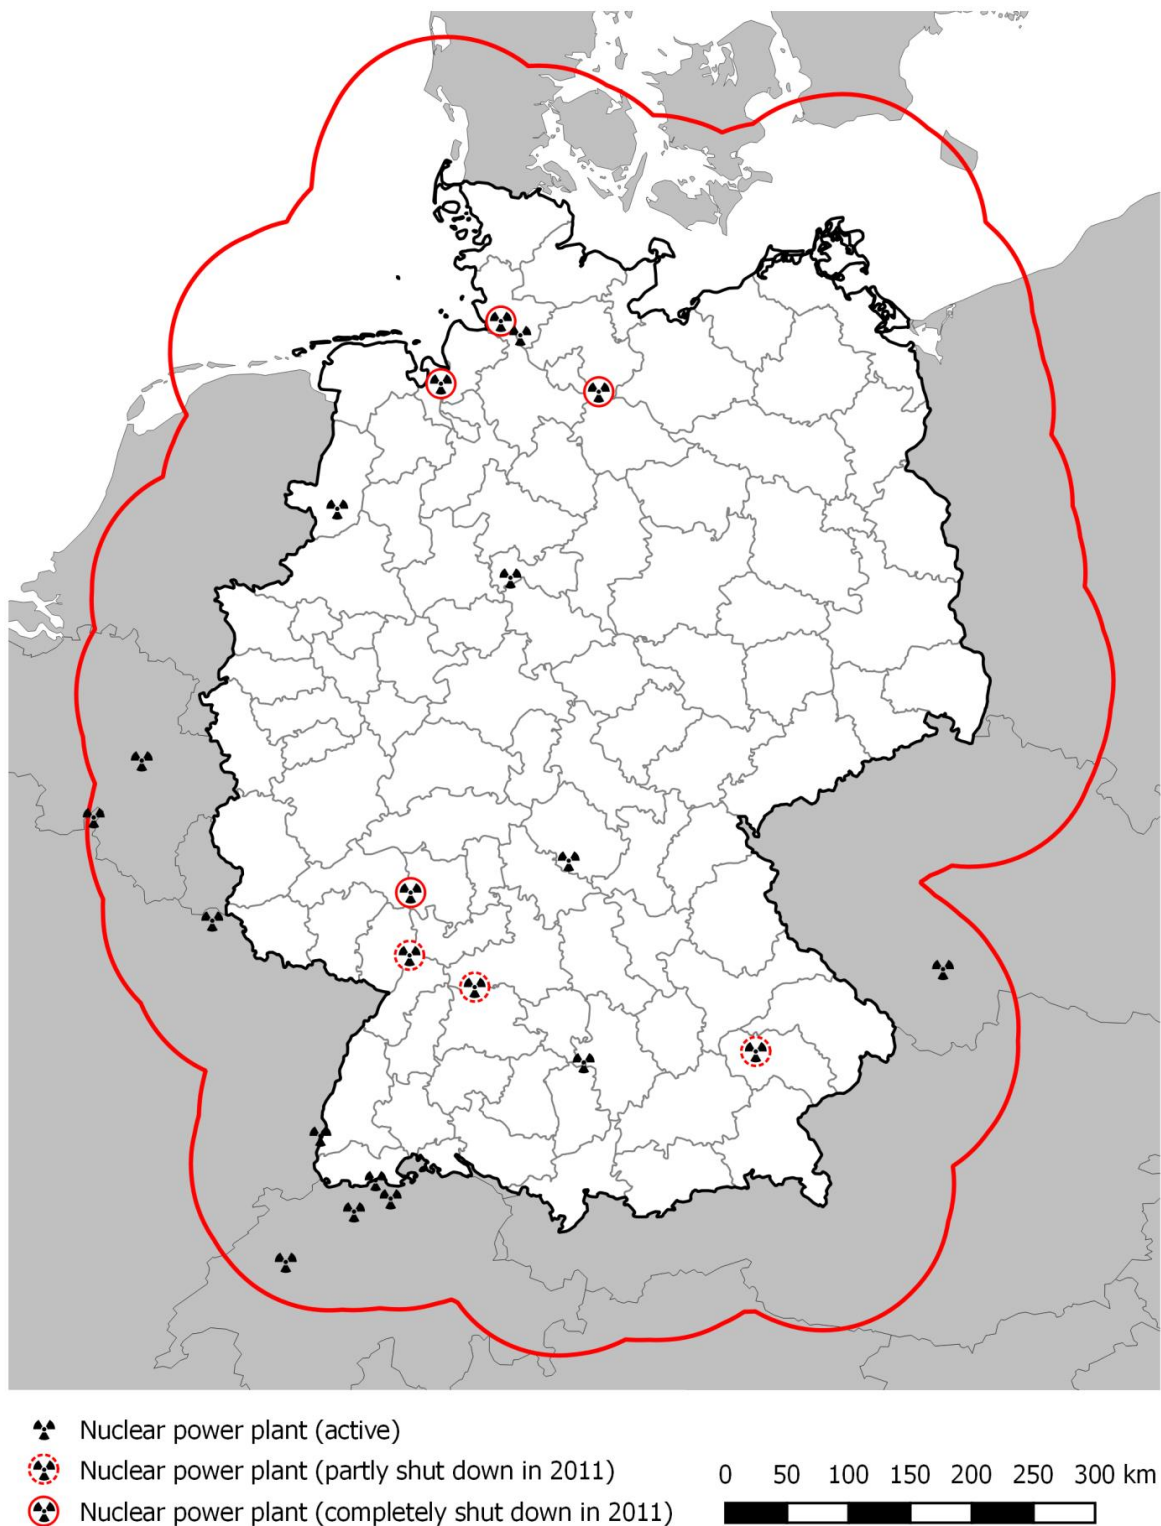 Nuclear power plant (active)
Nuclear power plant (partly shut down in 2011)
Nuclear power plant (completely shut down in 2011)
0 50 100 150 200 250 300 km